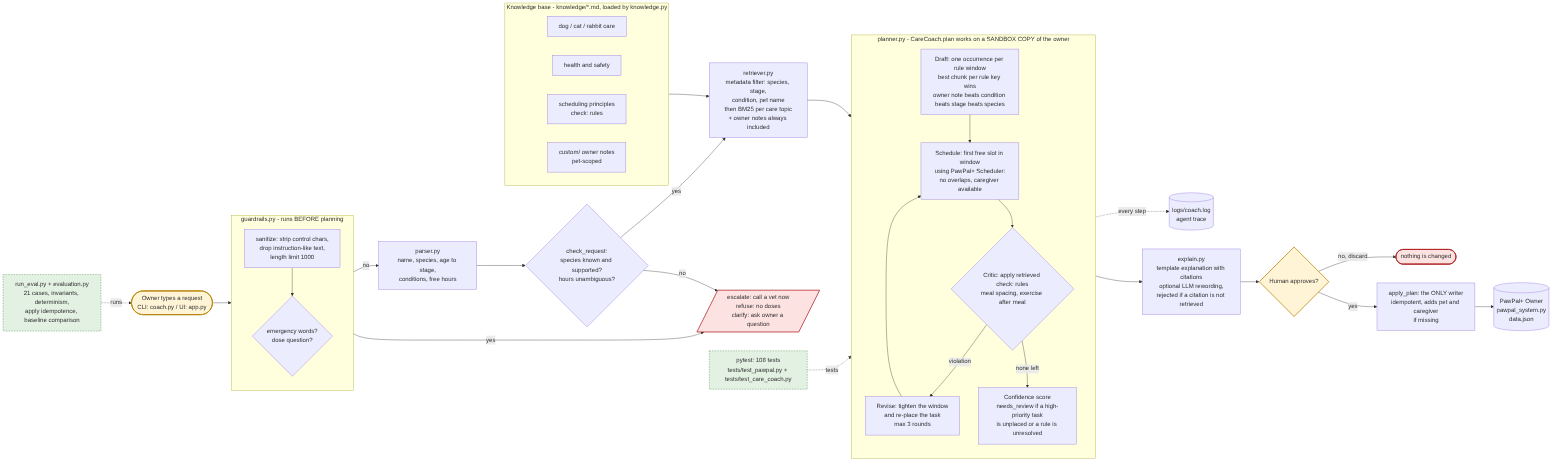 run_eval.py + evaluation.py
21 cases, invariants,
determinism,
apply idempotence,
baseline comparison
runs
Owner types a request
CLI: coach.py / UI: app.py
guardrails.py - runs BEFORE planning
sanitize: strip control chars,
drop instruction-like text,
length limit 1000
emergency words?
dose question?
no
yes
parser.py
name, species, age to
stage,
conditions, free hours
Knowledge base - knowledge/*.md, loaded by knowledge.py
dog / cat / rabbit care
health and safety
scheduling principles
check: rules
custom/ owner notes
pet-scoped
check_request:
species known and
supported?
hours unambiguous?
yes
no
retriever.py
metadata filter: species,
stage,
condition, pet name
then BM25 per care topic
+ owner notes always
included
escalate: call a vet now
refuse: no doses
clarify: ask owner a
question
pytest: 108 tests
tests/test_pawpal.py +
tests/test_care_coach.py
tests
planner.py - CareCoach.plan works on a SANDBOX COPY of the owner
Draft: one occurrence per
rule window
best chunk per rule key
wins
owner note beats condition
beats stage beats species
Schedule: first free slot in
window
using PawPal+ Scheduler:
no overlaps, caregiver
available
Critic: apply retrieved
check: rules
meal spacing, exercise
after meal
violation
none left
Revise: tighten the window
and re-place the task
max 3 rounds
Confidence score
needs_review if a high-
priority task
is unplaced or a rule is
unresolved
every step
logs/coach.log
agent trace
explain.py
template explanation with
citations
optional LLM rewording,
rejected if a citation is not
retrieved
Human approves?
no, discard
nothing is changed
yes
apply_plan: the ONLY writer
idempotent, adds pet and
caregiver
if missing
PawPal+ Owner
pawpal_system.py
data.json